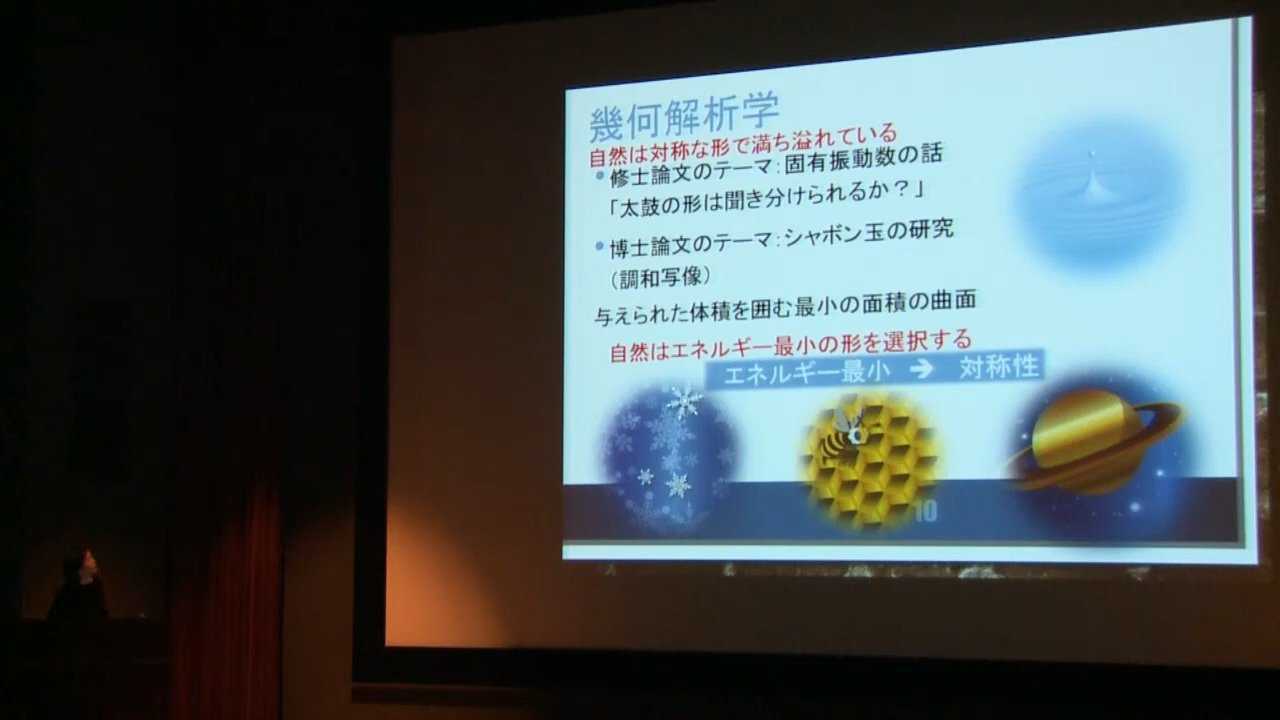 幾何解析学
自然は対称な形で満ち溢れている
•修士論文のテーマ：固有振動数の話
「太鼓の形は聞き分けられるか？」
•博士論文のテーマ：シャボン玉の研究
（調和写像）
与えられた体積を囲む最小の面積の曲面
自然はエネルギー最小の形を選択する
エネルギー最小 ➔ 対称性
10